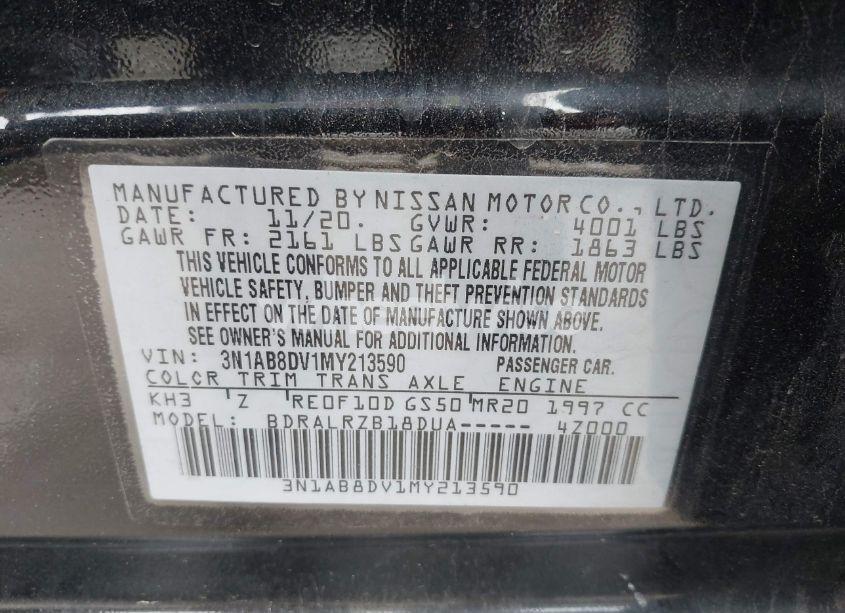 MANUFACTURED BY NISSAN MOTOR CO., LTD.
DATE: 11/20. GVWR: 4001 LBS
GAWR FR: 2161 LBS GAWR RR: 1863 LBS
THIS VEHICLE CONFORMS TO ALL APPLICABLE FEDERAL MOTOR
VEHICLE SAFETY, BUMPER AND THEFT PREVENTION STANDARDS
IN EFFECT ON THE DATE OF MANUFACTURE SHOWN ABOVE.
SEE OWNER'S MANUAL FOR ADDITIONAL INFORMATION.
VIN: 3N1AB8DV1MY213590 PASSENGER CAR.
COLOR TRIM TRANS AXLE ENGINE
KH3 Z RE0F10D GS50 MR20 1997 CC
MODEL: BDRALRZB18DUA----- 4Z000
3N1AB8DV1MY213590